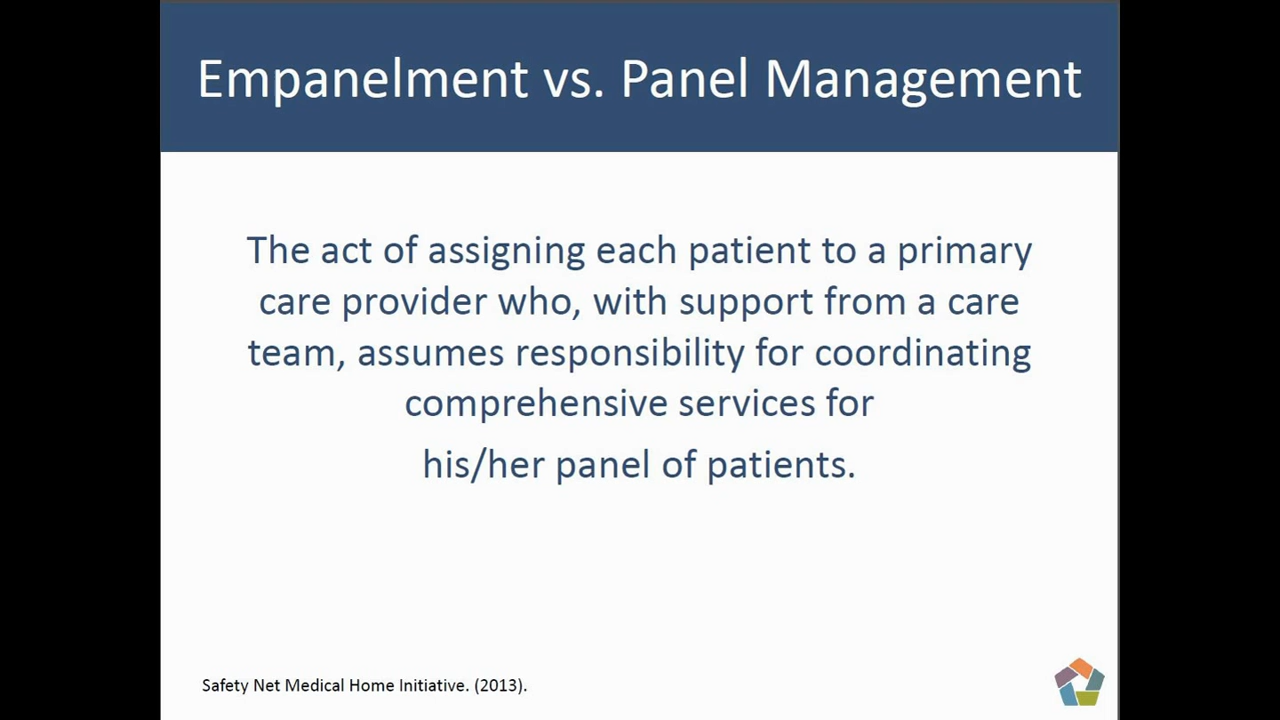 Empanelment vs. Panel Management
The act of assigning each patient to a primary
care provider who, with support from a care
team, assumes responsibility for coordinating
comprehensive services for
his/her panel of patients.
Safety Net Medical Home Initiative. (2013).